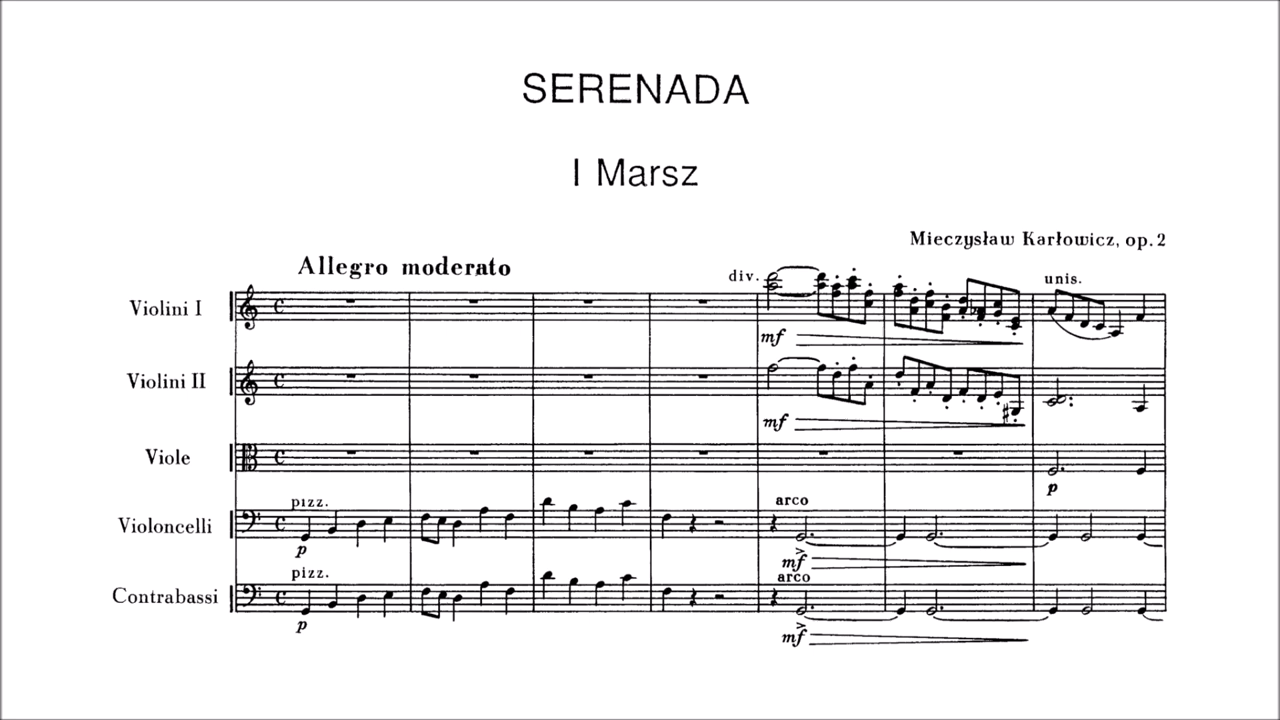 SERENADA
I Marsz
Mieczysław Karłowicz, op. 2
Allegro moderato
div.
unis.
Violini I
mf
Violini II
mf
Viole
p
pizz.
arco
Violoncelli
p
mf
pizz.
arco
Contrabassi
p
mf